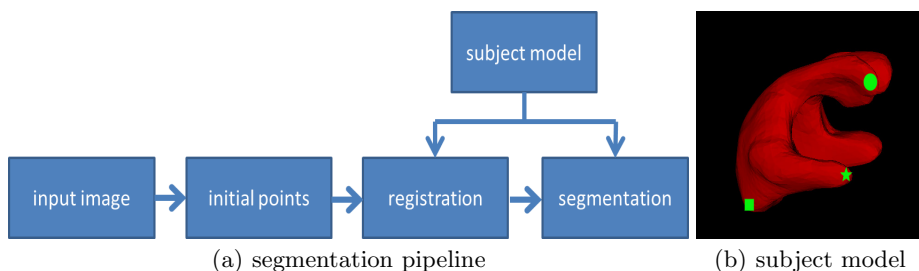 subject model
input image
initial points
registration
segmentation
(a) segmentation pipeline
(b) subject model